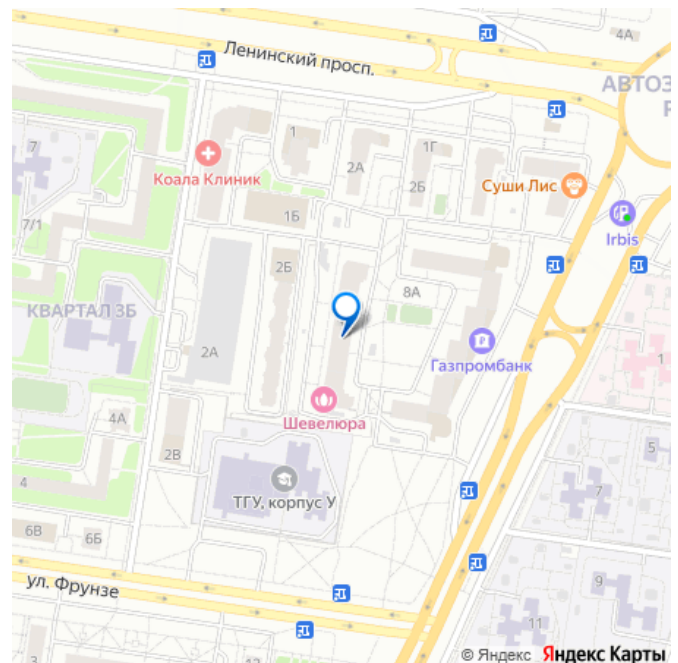 4А
Ленинский просп.
АВТОЗ
Р
1
1Г
7
2А
2Б
Коала Клиник
Суши Лис
7/1
1Б
Irbis
2Б
8А
КВАРТАЛ 3Б
2А
Газпромбанк
1
Шевелюра
4А
5
2В
4
7
ТГУ, корпус У
6В
6Б
9
ул. Фрунзе
11
© Яндекс Яндекс Карты